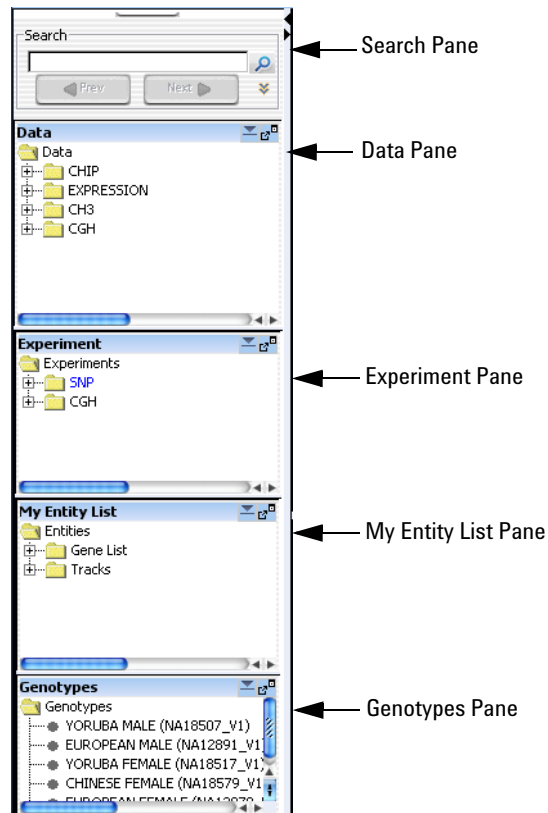 Search
Search Pane
Prev
Next
Data
Data Pane
Data
CHIP
EXPRESSION
CH3
CGH
Experiment
Experiments
Experiment Pane
SNP
CGH
My Entity List
Entities
My Entity List Pane
Gene List
Tracks
Genotypes
Genotypes
Genotypes Pane
YORUBA MALE (NA18507_V1)
EUROPEAN MALE (NA12891_V1)
YORUBA FEMALE (NA18517_V1)
CHINESE FEMALE (NA18579_V1
EUROPEAN FEMALE